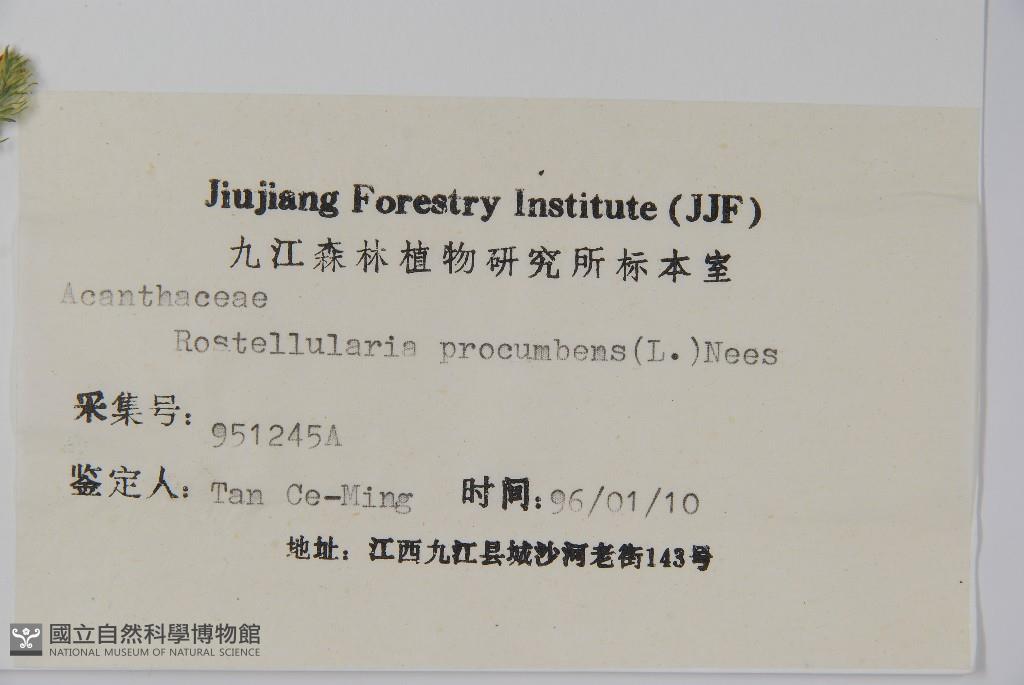 Jiujiang Forestry Institute (JJF)
九江森林植物研究所标本室
Acanthaceae
Rostellularia procumbens(L.)Nees
采集号: 951245A
鉴定人: Tan Ce-Ming 时间: 96/01/10
地址: 江西九江县城沙河老街143号
國立自然科學博物館
NATIONAL MUSEUM OF NATURAL SCIENCE